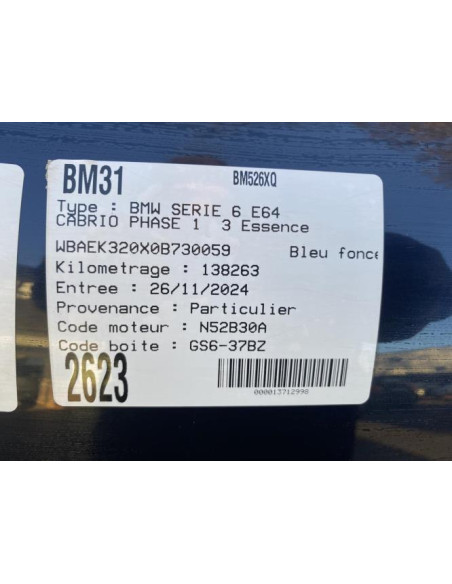 BM31 BM526XQ
Type : BMW SERIE 6 E64
CABRIO PHASE 1 3 Essence
WBAEK320X0B730059 Bleu fonce
Kilometrage : 138263
Entree : 26/11/2024
Provenance : Particulier
Code moteur : N52B30A
Code boite : GS6-37BZ
2623
000013712998